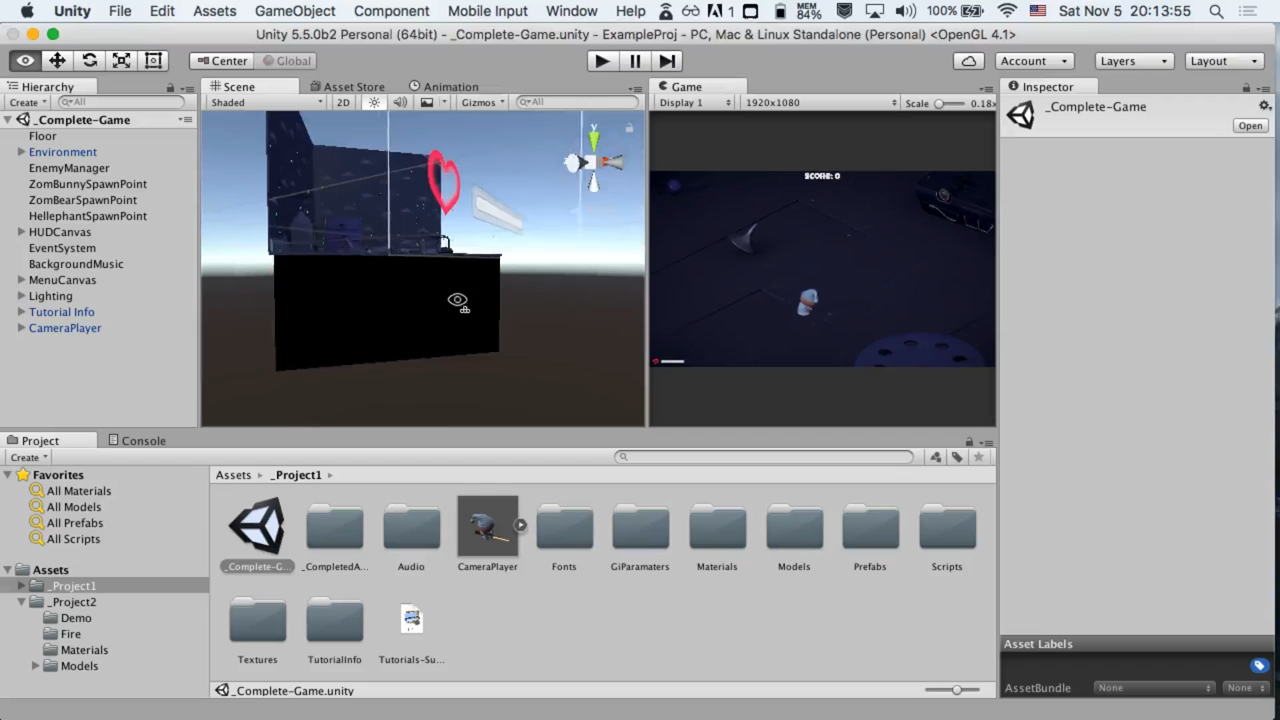 Unity File Edit Assets GameObject Component Mobile Input Window Help 1 MEM 84% 100% Sat Nov 5 20:13:55
Unity 5.5.0b2 Personal (64bit) - _Complete-Game.unity - ExampleProj - PC, Mac & Linux Standalone (Personal) <OpenGL 4.1>
Center Global Account Layers Layout
Hierarchy Scene Asset Store Animation Game Inspector
Create All Shaded 2D Gizmos All Display 1 1920x1080 Scale 0.18x _Complete-Game
_Complete-Game Open
Floor
Environment
EnemyManager
ZomBunnySpawnPoint
ZomBearSpawnPoint
HellephantSpawnPoint
HUDCanvas
EventSystem
BackgroundMusic
MenuCanvas
Lighting
Tutorial Info
CameraPlayer
Y
SCORE: 0
Project Console
Create
Favorites
All Materials
All Models
All Prefabs
All Scripts
Assets
_Project1
_Project2
Demo
Fire
Materials
Models
Assets _Project1
_Complete-G... _CompletedA... Audio CameraPlayer Fonts GiParamaters Materials Models Prefabs Scripts
Textures TutorialInfo Tutorials-Su...
_Complete-Game.unity
Asset Labels
AssetBundle None None